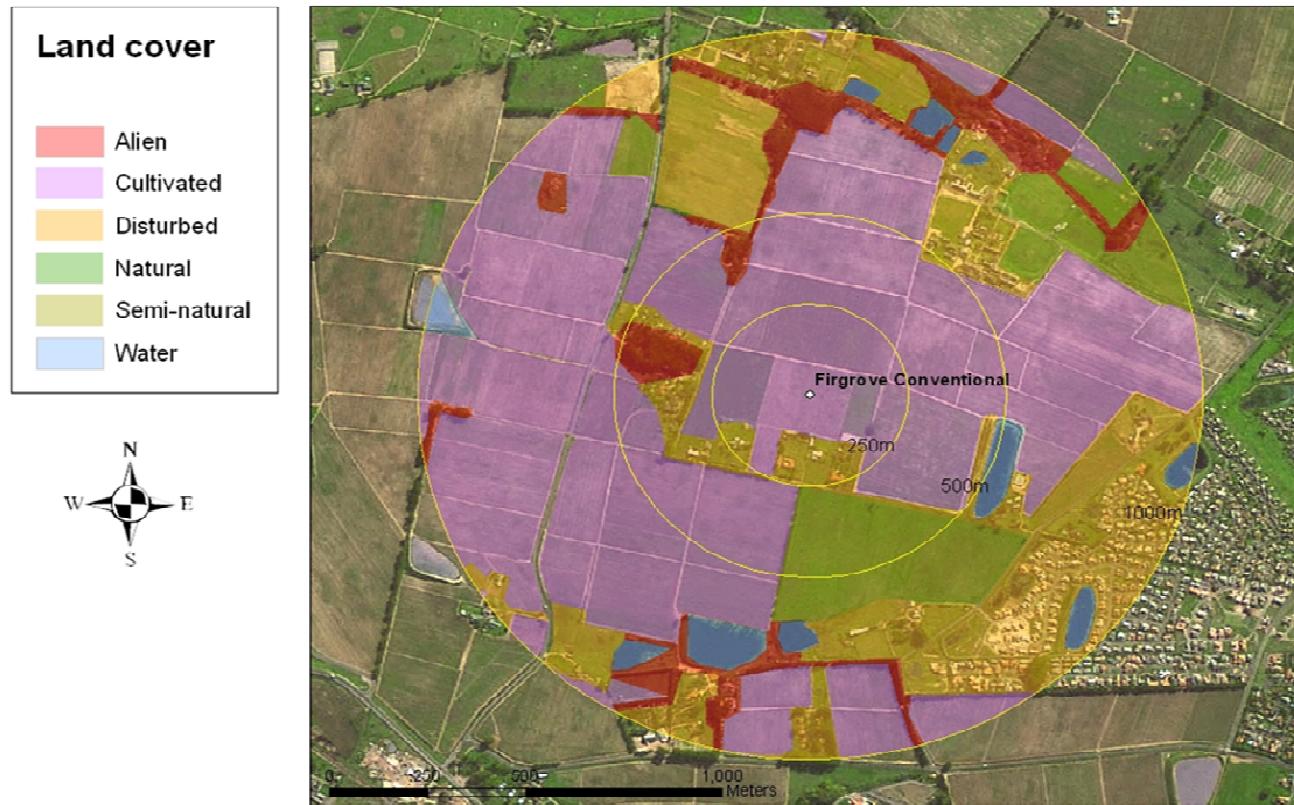 Land cover
Alien
Cultivated
Disturbed
Natural
Semi-natural
Water
N
W E
S
Firgrove Conventional
250m
500m
1000m
0 250 500 1,000
Meters